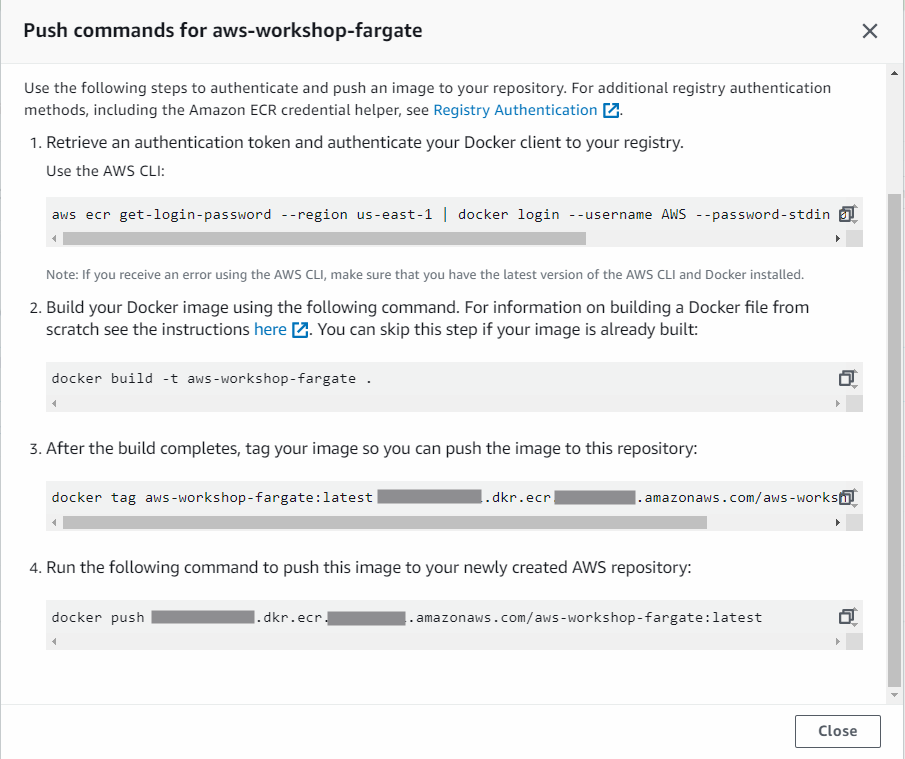 Push commands for aws-workshop-fargate
Use the following steps to authenticate and push an image to your repository. For additional registry authentication
methods, including the Amazon ECR credential helper, see Registry Authentication.
1. Retrieve an authentication token and authenticate your Docker client to your registry.
Use the AWS CLI:
aws ecr get-login-password --region us-east-1 | docker login --username AWS --password-stdin
Note: If you receive an error using the AWS CLI, make sure that you have the latest version of the AWS CLI and Docker installed.
2. Build your Docker image using the following command. For information on building a Docker file from
scratch see the instructions here. You can skip this step if your image is already built:
docker build -t aws-workshop-fargate .
3. After the build completes, tag your image so you can push the image to this repository:
docker tag aws-workshop-fargate:latest .dkr.ecr .amazonaws.com/aws-works
4. Run the following command to push this image to your newly created AWS repository:
docker push .dkr.ecr. .amazonaws.com/aws-workshop-fargate:latest
Close